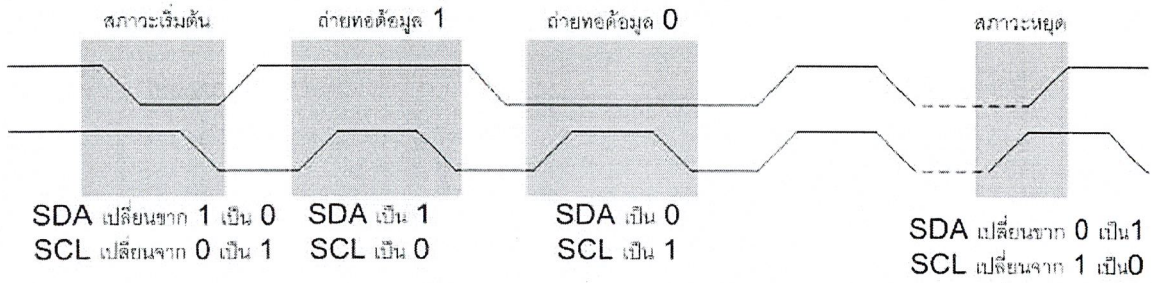 สภาวะเริ่มต้น
ถ่ายทอด้อมูล 1
ถ่ายทอด้อมูล 0
สภาวะหยุด
SDA เปลี่ยนขาก 1 เป็น 0
SCL เปลี่ยนจาก 0 เป็น 1
SDA เป็น 1
SCL เป็น 0
SDA เป็น 0
SCL เป็น 1
SDA เปลี่ยนขาก 0 เป็น1
SCL เปลี่ยนจาก 1 เป็น0